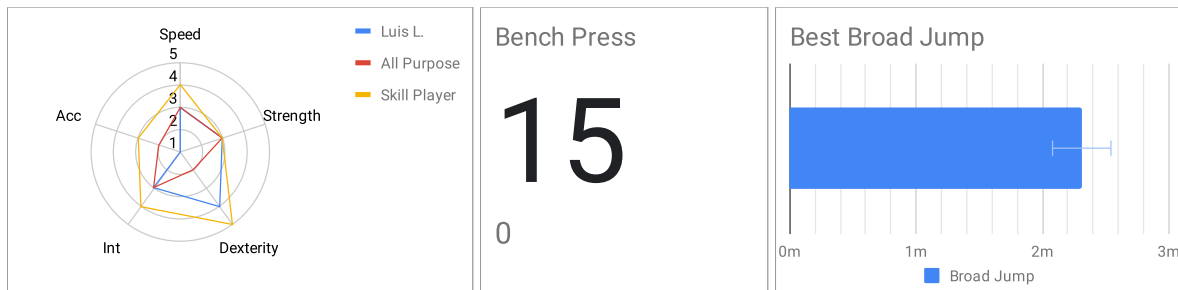 Speed
5
4
3
2
1
Acc
Strength
Int
Dexterity
Luis L.
All Purpose
Skill Player
Bench Press
15
0
Best Broad Jump
0m 1m 2m 3m
Broad Jump